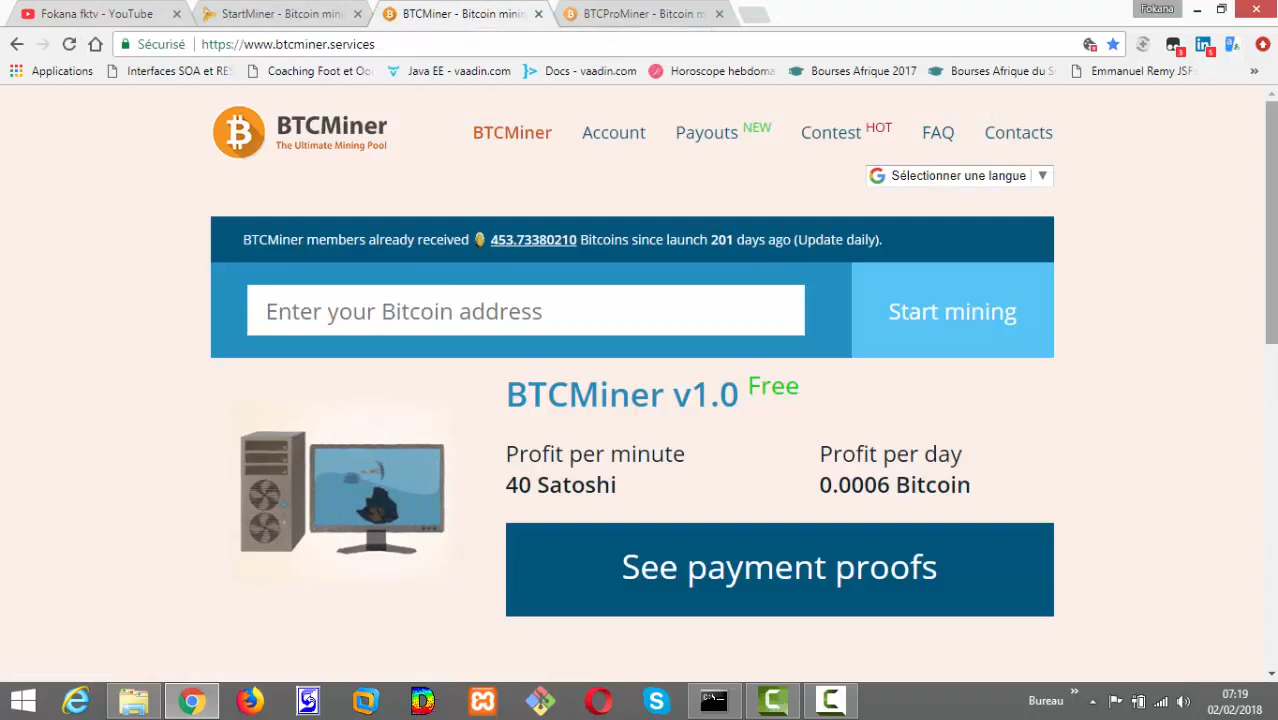 Fokana fktv - YouTube
StartMiner - Bitcoin min
BTCMiner - Bitcoin minin
BTCProMiner - Bitcoin m
Fokana
Sécurisé
https://www.btcminer.services
3
5
Applications
Interfaces SOA et RES
Coaching Foot et Oo
Java EE - vaadin.com
Docs - vaadin.com
Horoscope hebdoma
Bourses Afrique 2017
Bourses Afrique du S
Emmanuel Remy JSF
»
BTCMiner
The Ultimate Mining Pool
BTCMiner
Account
Payouts NEW
Contest HOT
FAQ
Contacts
Sélectionner une langue ▼
BTCMiner members already received 453.73380210 Bitcoins since launch 201 days ago (Update daily).
Enter your Bitcoin address
Start mining
BTCMiner v1.0 Free
Profit per minute
40 Satoshi
Profit per day
0.0006 Bitcoin
See payment proofs
Bureau
»
07:19
02/02/2018